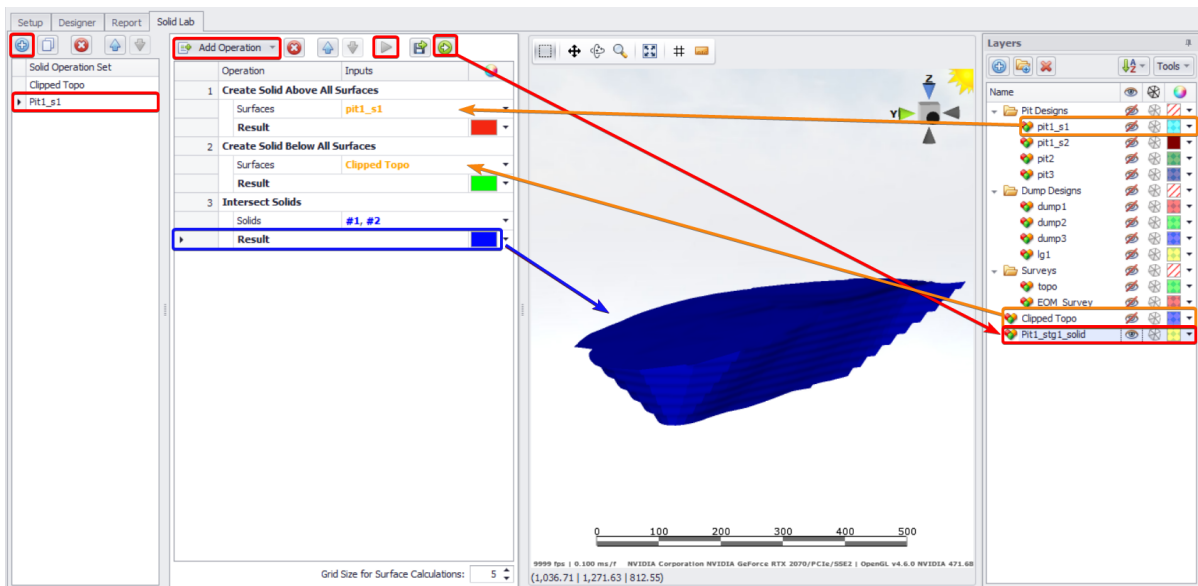 Setup Designer Report Solid Lab
Solid Operation Set
Clipped Topo
Pit1_s1
Add Operation
Operation Inputs
1 Create Solid Above All Surfaces
Surfaces pit1_s1
Result
2 Create Solid Below All Surfaces
Surfaces Clipped Topo
Result
3 Intersect Solids
Solids #1, #2
Result
Grid Size for Surface Calculations: 5
Z
Y
0 100 200 300 400 500
9999 fps | 0.100 ms/f NVIDIA Corporation NVIDIA GeForce RTX 2070/PCIe/SSE2 | OpenGL v4.6.0 NVIDIA 471.68
(1,036.71 | 1,271.63 | 812.55)
Layers
Tools
Name
Pit Designs
pit1_s1
pit1_s2
pit2
pit3
Dump Designs
dump1
dump2
dump3
lg1
Surveys
topo
EOM_Survey
Clipped Topo
Pit1_stg1_solid